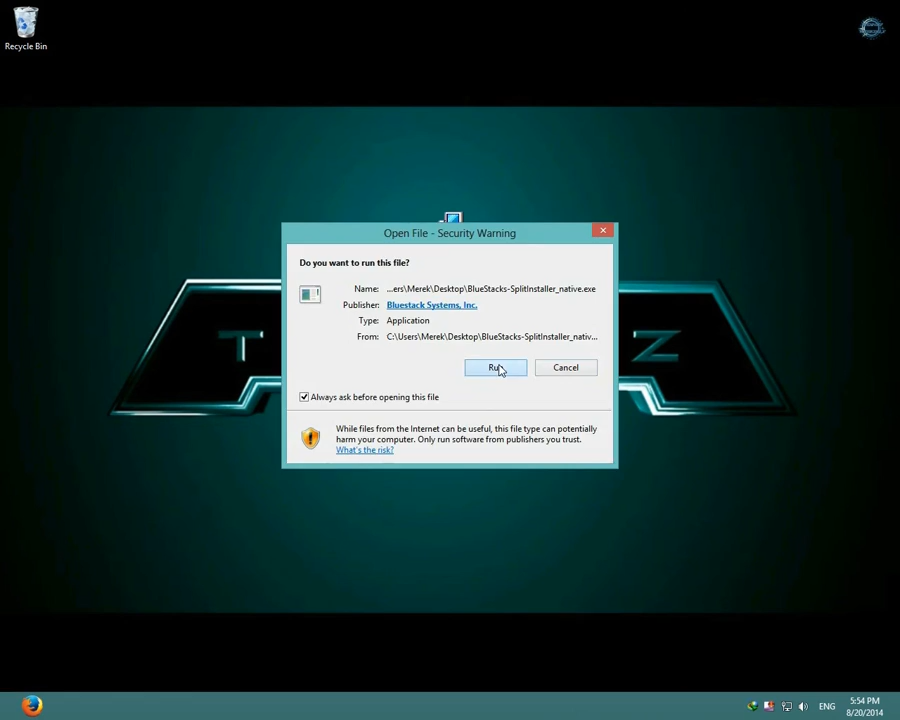 Recycle Bin
Open File - Security Warning
Do you want to run this file?
Name: ...ers\Merek\Desktop\BlueStacks-SplitInstaller_native.exe
Publisher: Bluestack Systems, Inc.
Type: Application
From: C:\Users\Merek\Desktop\BlueStacks-SplitInstaller_nativ...
Run
Cancel
Always ask before opening this file
While files from the Internet can be useful, this file type can potentially
harm your computer. Only run software from publishers you trust.
What's the risk?
T
Z
ENG
5:54 PM
8/20/2014